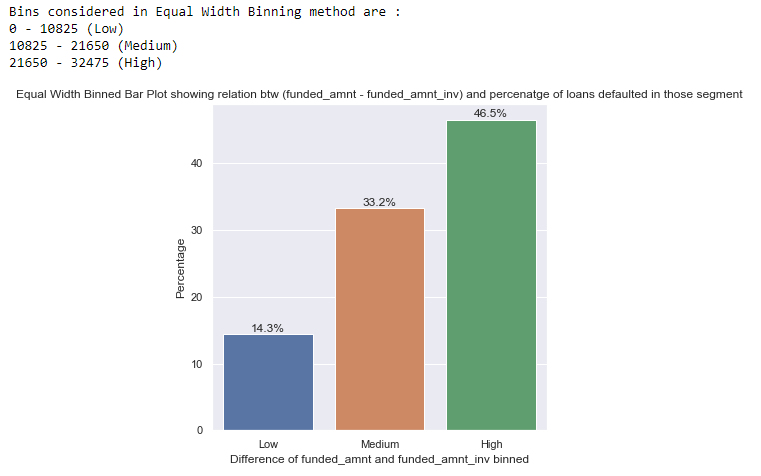 Bins considered in Equal Width Binning method are :
0 - 10825 (Low)
10825 - 21650 (Medium)
21650 - 32475 (High)
Equal Width Binned Bar Plot showing relation btw (funded_amnt - funded_amnt_inv) and percenatge of loans defaulted in those segment
46.5%
40
33.2%
30
Percentage
20
14.3%
10
0
Low Medium High
Difference of funded_amnt and funded_amnt_inv binned